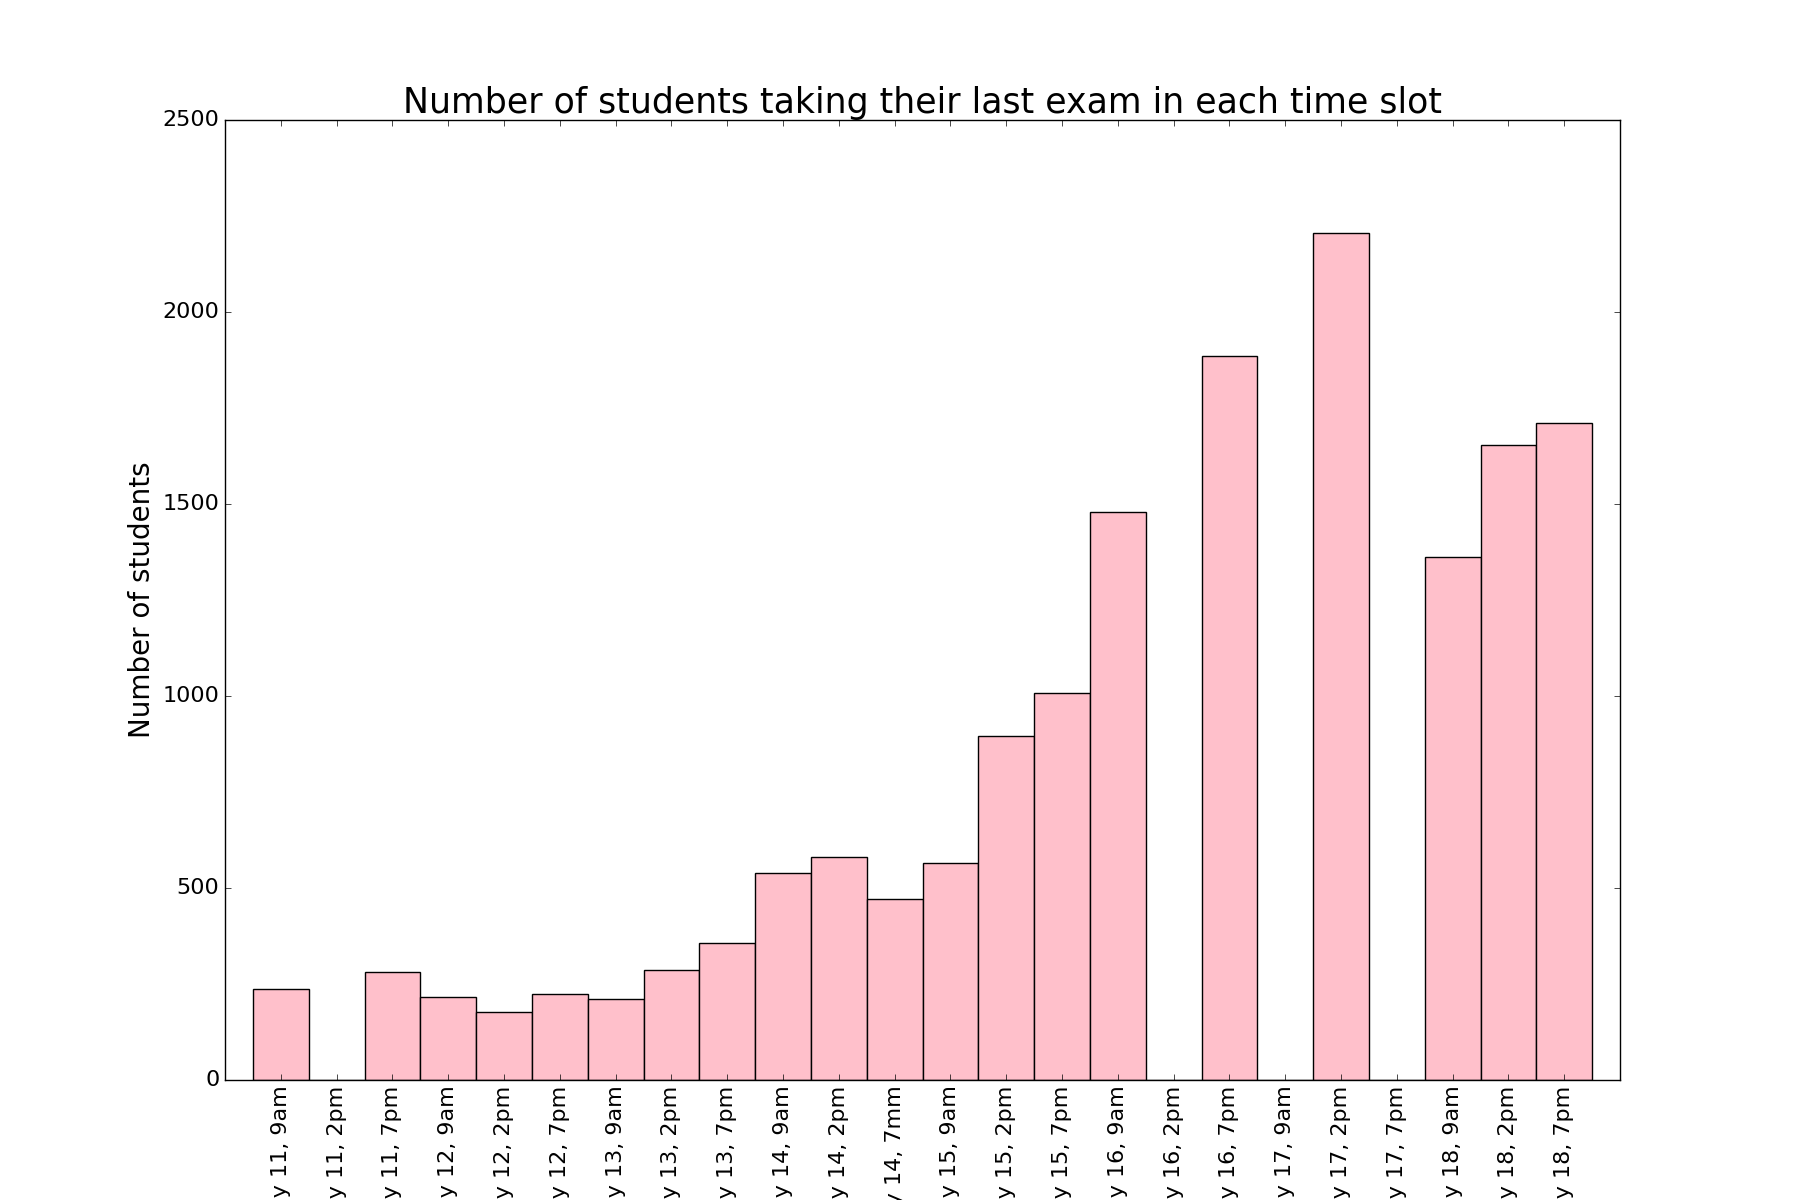 Number of students taking their last exam in each time slot
Number of students
2500
2000
1500
1000
500
0
y 11, 9am
y 11, 2pm
y 11, 7pm
y 12, 9am
y 12, 2pm
y 12, 7pm
y 13, 9am
y 13, 2pm
y 13, 7pm
y 14, 9am
y 14, 2pm
y 14, 7mm
y 15, 9am
y 15, 2pm
y 15, 7pm
y 16, 9am
y 16, 2pm
y 16, 7pm
y 17, 9am
y 17, 2pm
y 17, 7pm
y 18, 9am
y 18, 2pm
y 18, 7pm